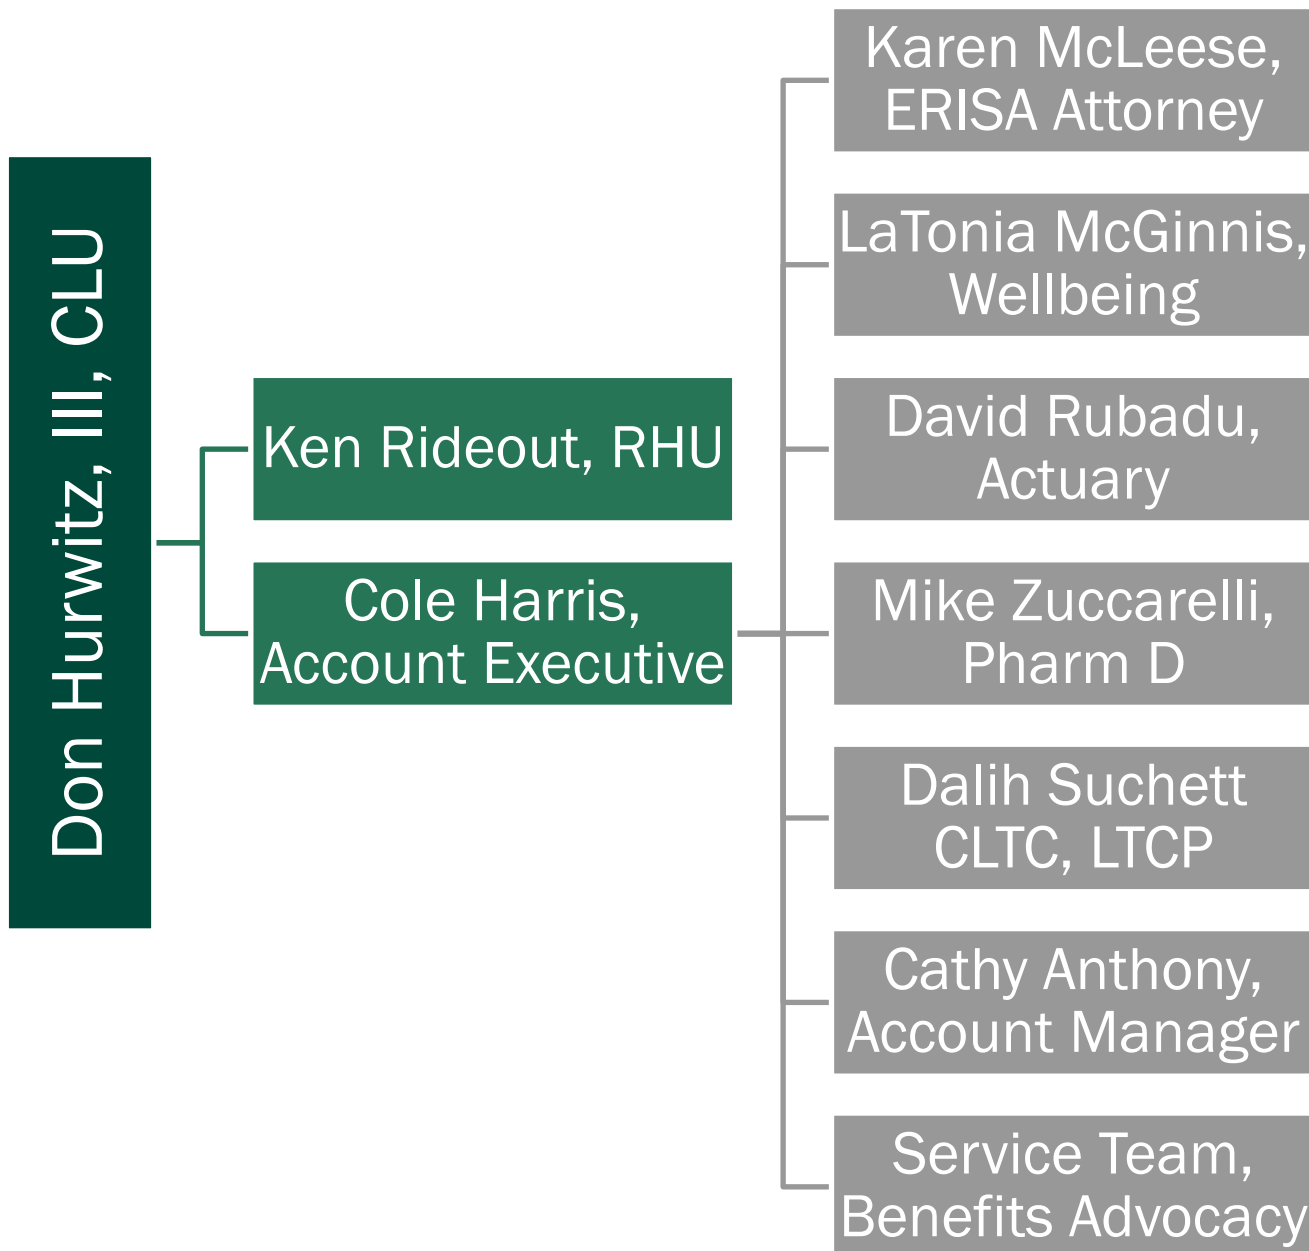 Don Hurwitz, III, CLU
Ken Rideout, RHU
Cole Harris,
Account Executive
Karen McLeese,
ERISA Attorney
LaTonia McGinnis,
Wellbeing
David Rubadu,
Actuary
Mike Zuccarelli,
Pharm D
Dalih Suchett
CLTC, LTCP
Cathy Anthony,
Account Manager
Service Team,
Benefits Advocacy